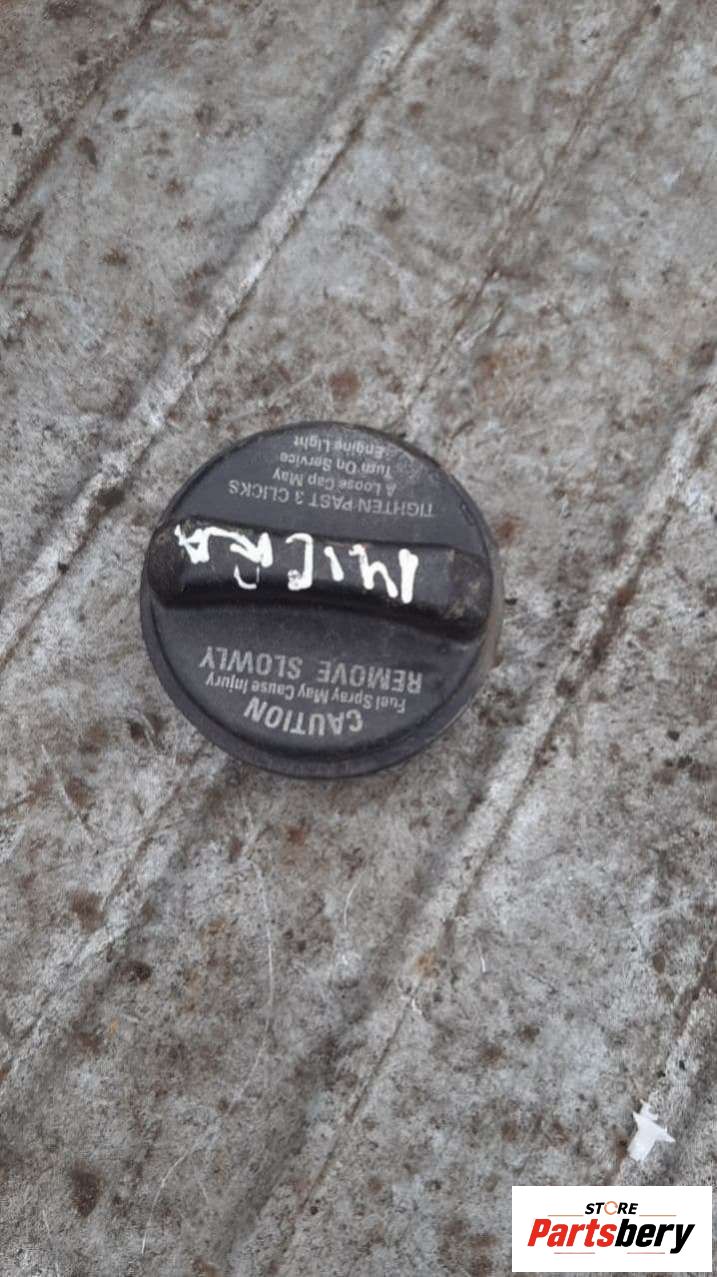 CAUTION
Fuel Spray May Cause Injury
REMOVE SLOWLY
MICRA
TIGHTEN PAST 3 CLICKS
A Loose Cap May
Turn On Service
Engine Light
STORE
Partsbery